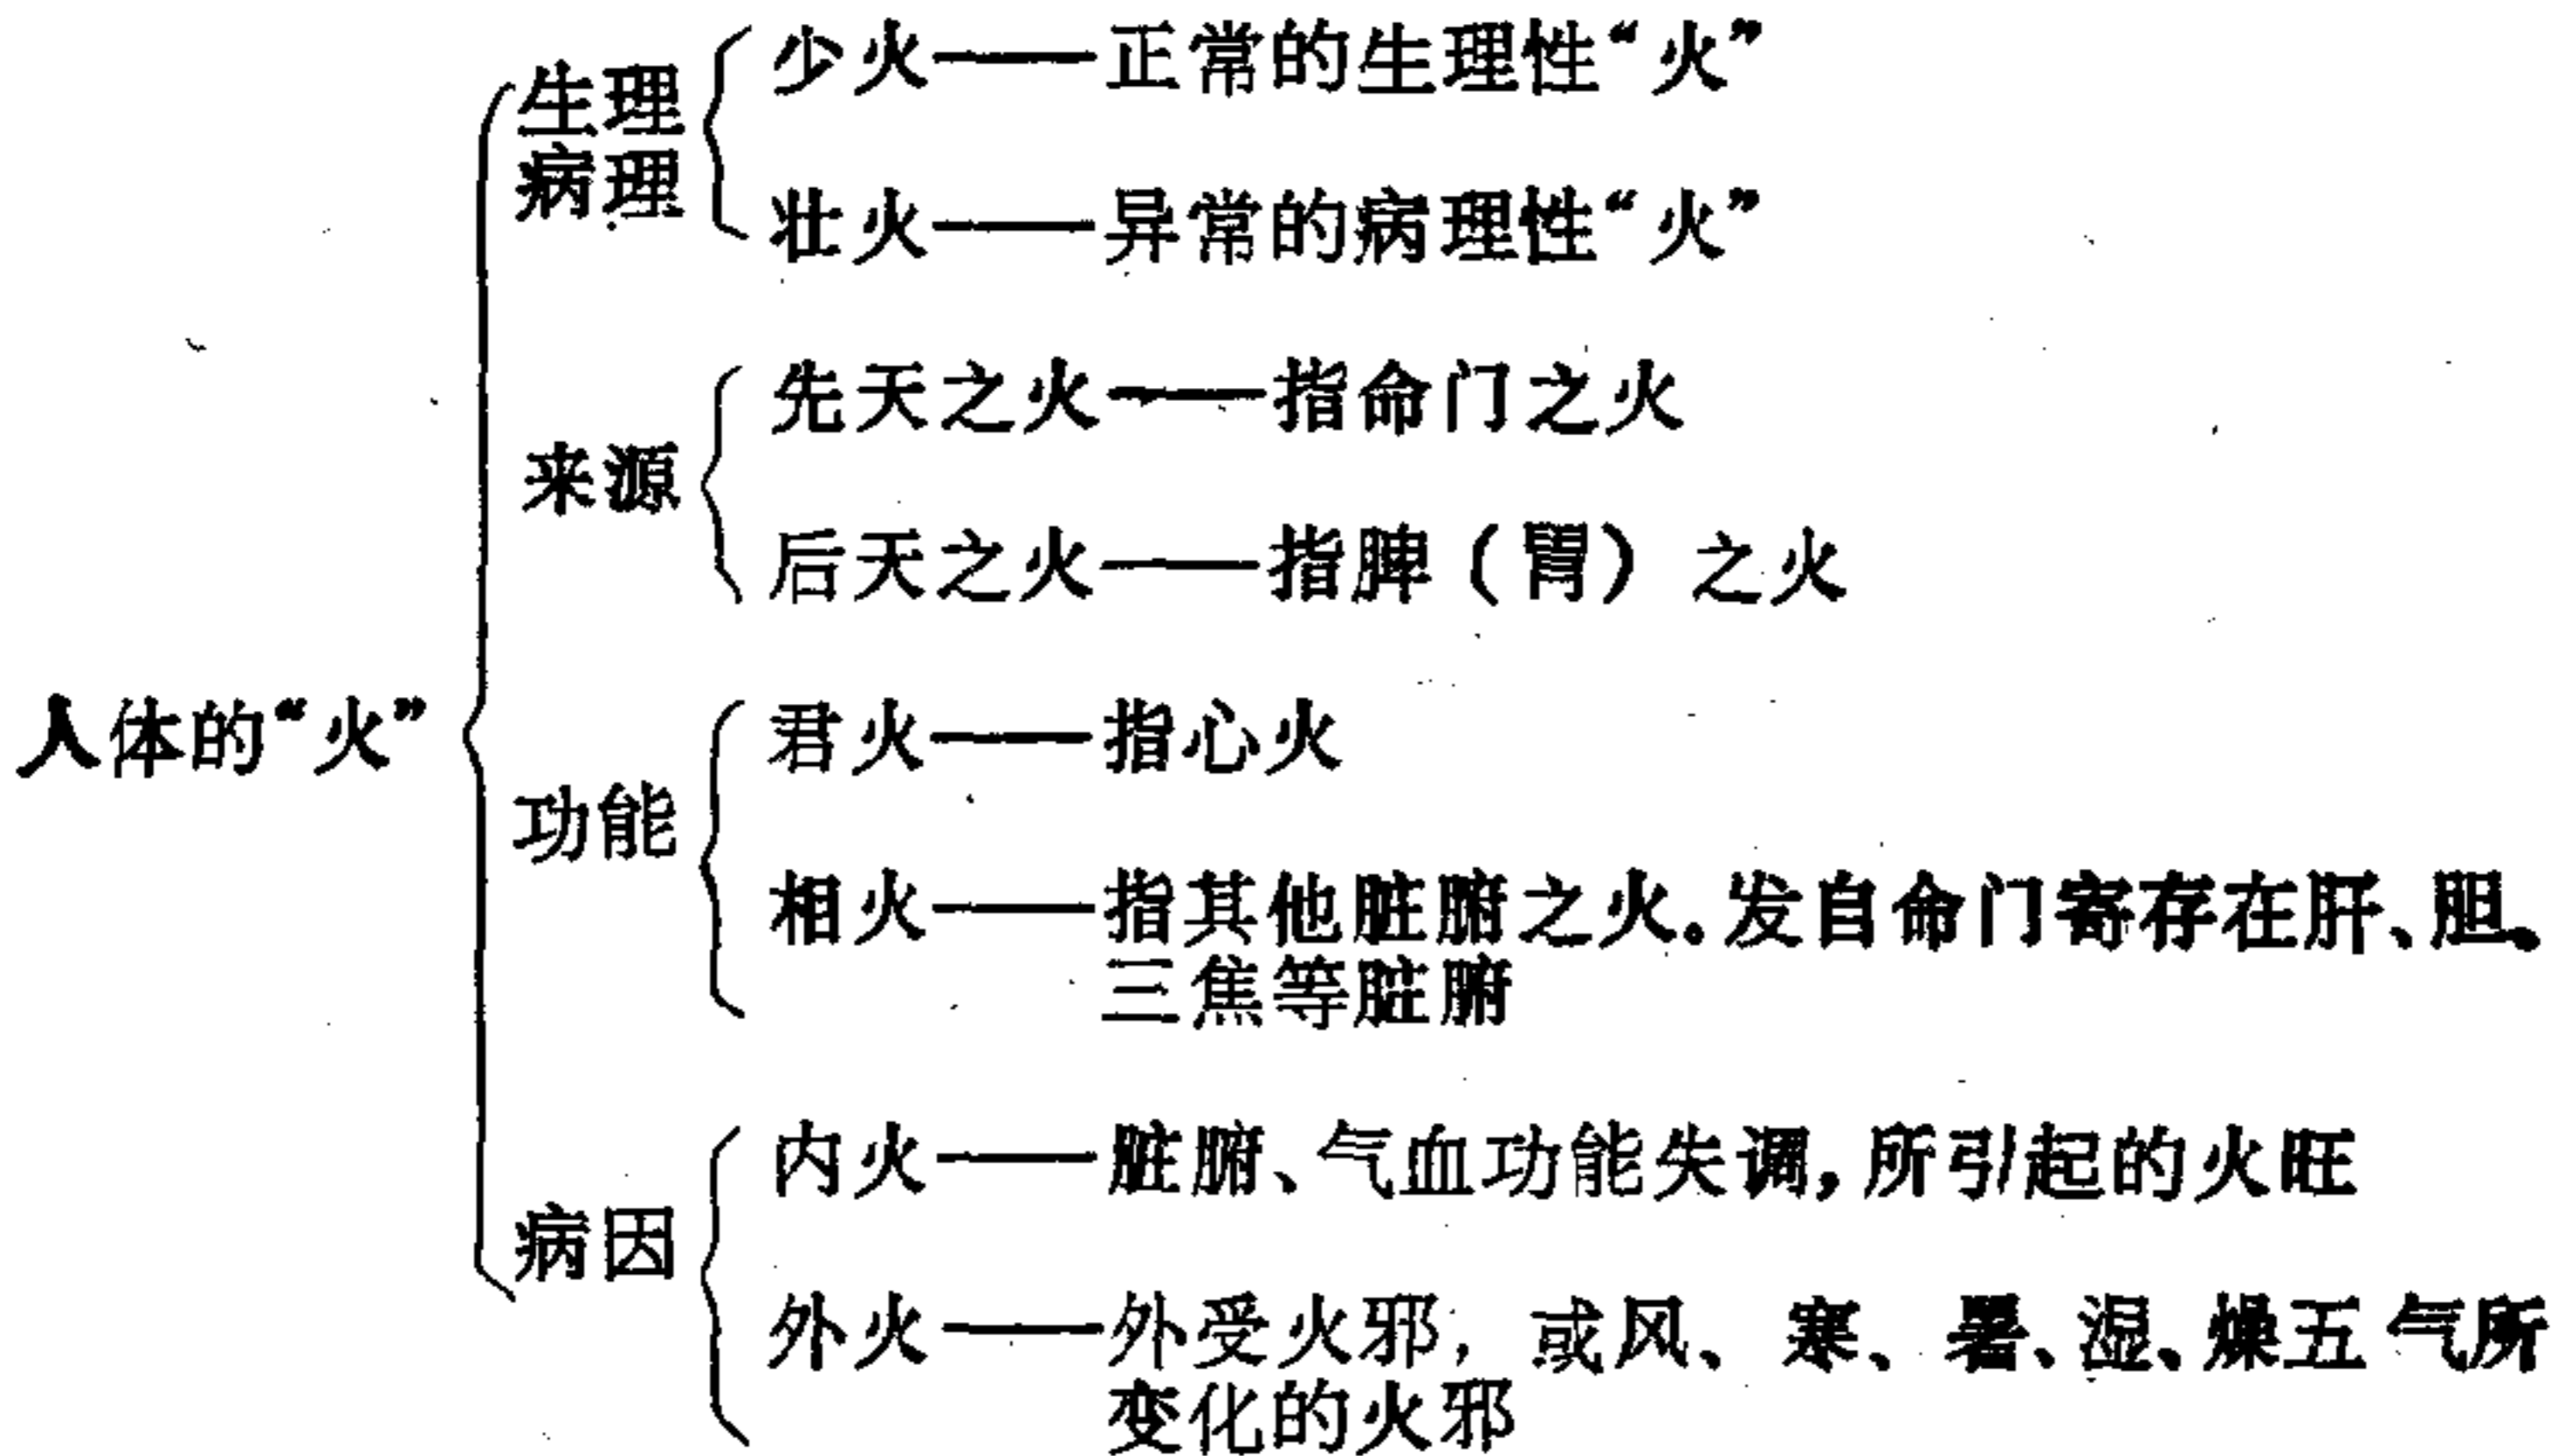 人体的“火”
生理
病理
少火——正常的生理性“火”
壮火——异常的病理性“火”
来源
先天之火——指命门之火
后天之火——指脾（胃）之火
功能
君火——指心火
相火——指其他脏腑之火。发自命门寄存在肝、胆、
三焦等脏腑
病因
内火——脏腑、气血功能失调，所引起的火旺
外火——外受火邪，或风、寒、暑、湿、燥五气所
变化的火邪